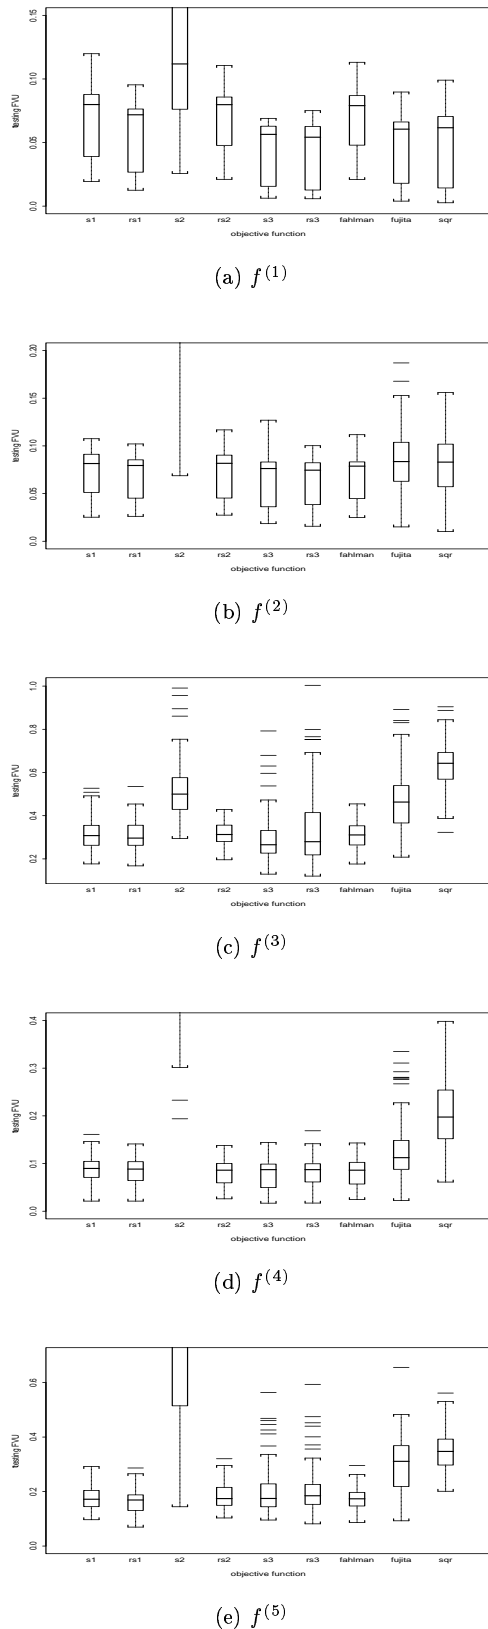 0.15
0.10
0.05
0.0
testing FVU
s1 rs1 s2 rs2 s3 rs3 fahlman fujita sqr
objective function
(a) f^(1)
0.20
0.15
0.10
0.05
0.0
testing FVU
s1 rs1 s2 rs2 s3 rs3 fahlman fujita sqr
objective function
(b) f^(2)
1.0
0.8
0.6
0.4
0.2
testing FVU
s1 rs1 s2 rs2 s3 rs3 fahlman fujita sqr
objective function
(c) f^(3)
0.4
0.3
0.2
0.1
0.0
testing FVU
s1 rs1 s2 rs2 s3 rs3 fahlman fujita sqr
objective function
(d) f^(4)
0.6
0.4
0.2
0.0
testing FVU
s1 rs1 s2 rs2 s3 rs3 fahlman fujita sqr
objective function
(e) f^(5)